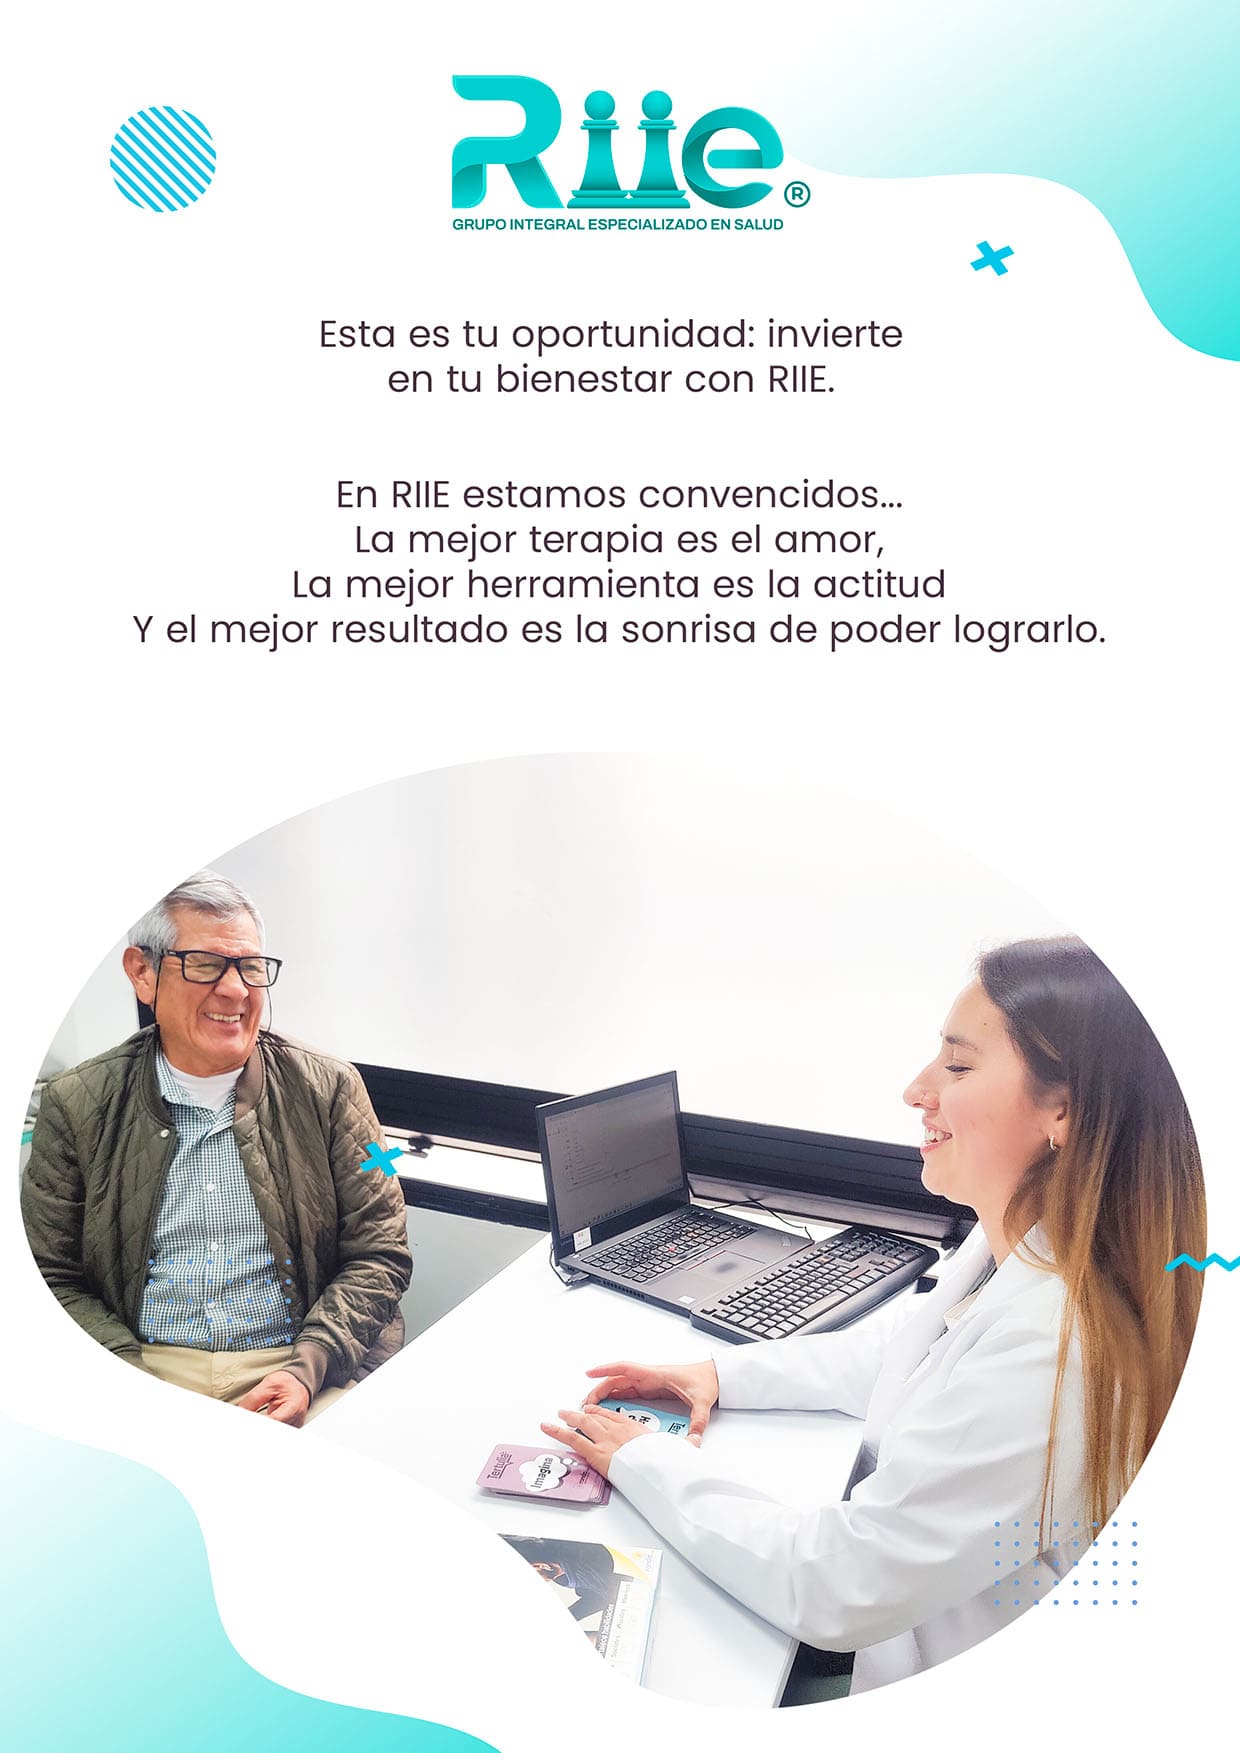 Riie®
GRUPO INTEGRAL ESPECIALIZADO EN SALUD
Esta es tu oportunidad: invierte
en tu bienestar con RIIE.
En RIIE estamos convencidos...
La mejor terapia es el amor,
La mejor herramienta es la actitud
Y el mejor resultado es la sonrisa de poder lograrlo.
Tertulia
Imagina